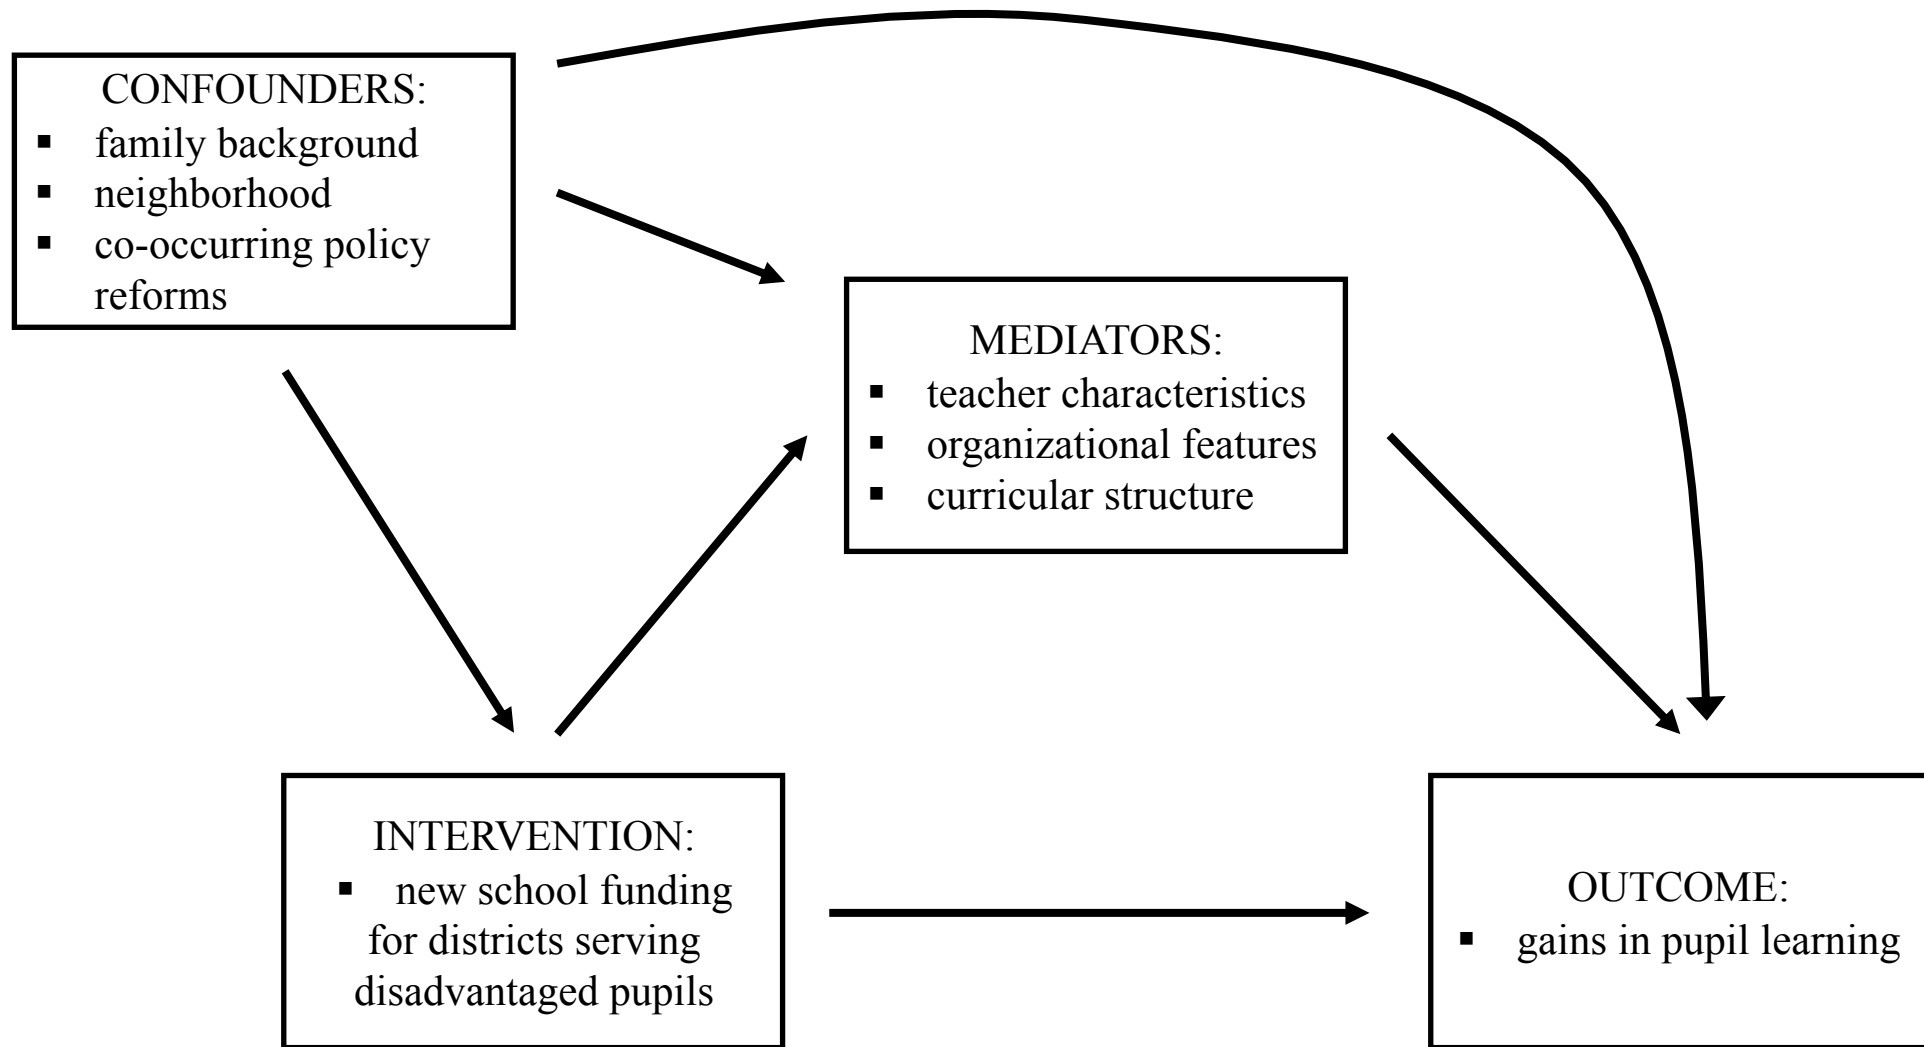 CONFOUNDERS:
▪ family background
▪ neighborhood
▪ co-occurring policy
reforms
MEDIATORS:
▪ teacher characteristics
▪ organizational features
▪ curricular structure
INTERVENTION:
▪ new school funding
for districts serving
disadvantaged pupils
OUTCOME:
▪ gains in pupil learning